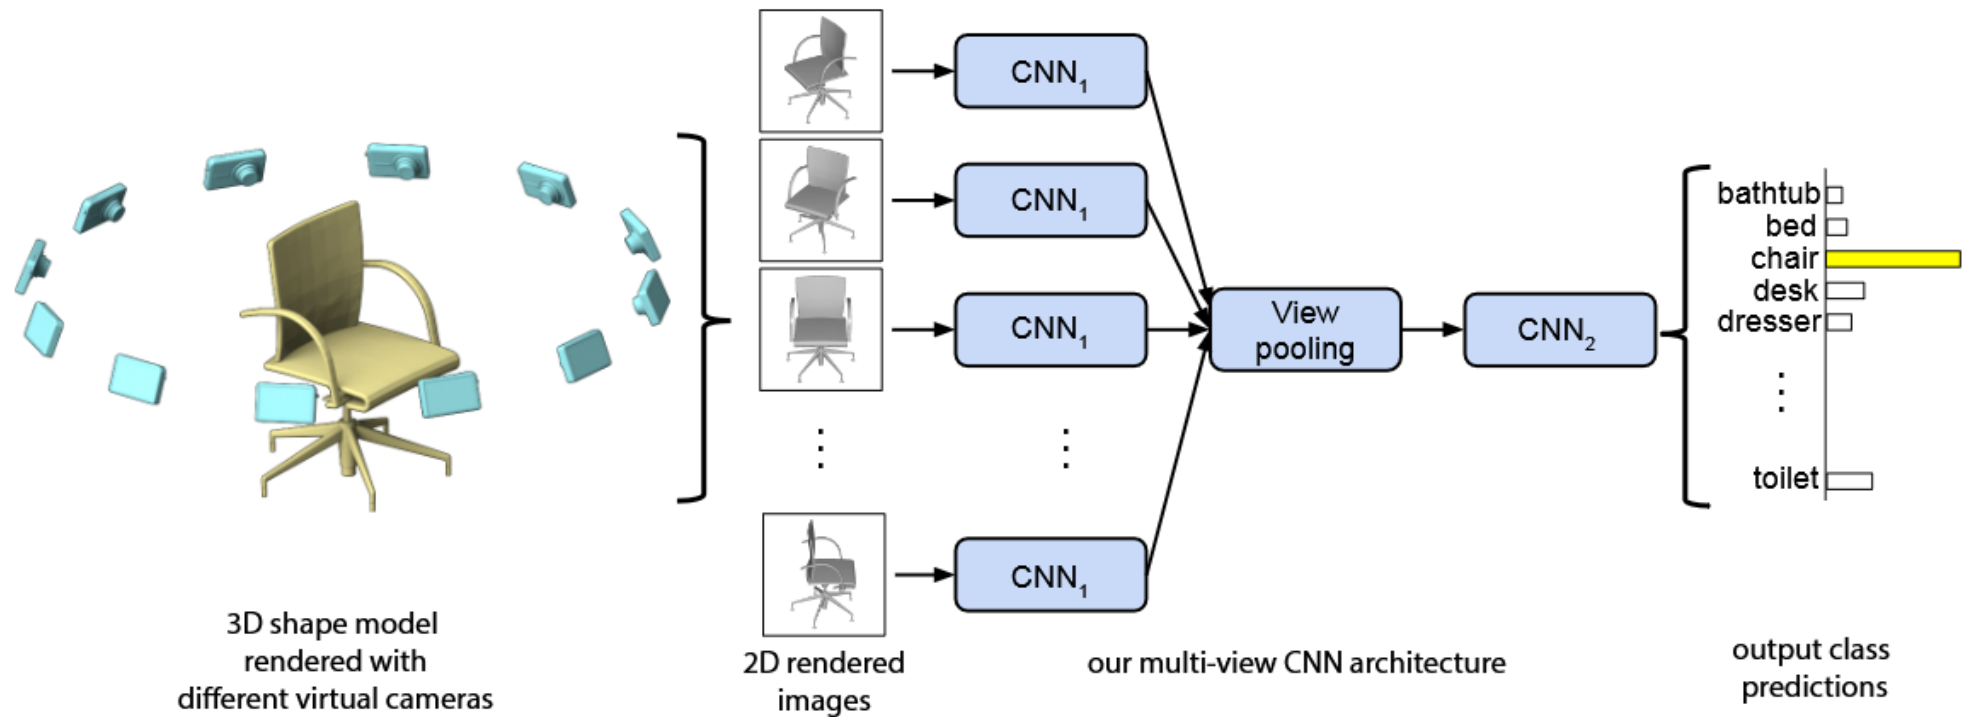 3D shape model
rendered with
different virtual cameras
2D rendered
images
CNN₁
CNN₁
CNN₁
⋮
⋮
CNN₁
View
pooling
CNN₂
our multi-view CNN architecture
bathtub
bed
chair
desk
dresser
⋮
toilet
output class
predictions